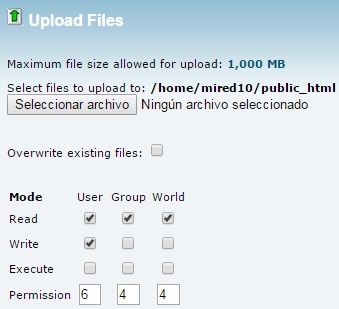 Upload Files
Maximum file size allowed for upload: 1,000 MB
Select files to upload to: /home/mired10/public_html
Seleccionar archivo Ningún archivo seleccionado
Overwrite existing files:
Mode User Group World
Read
Write
Execute
Permission 6 4 4